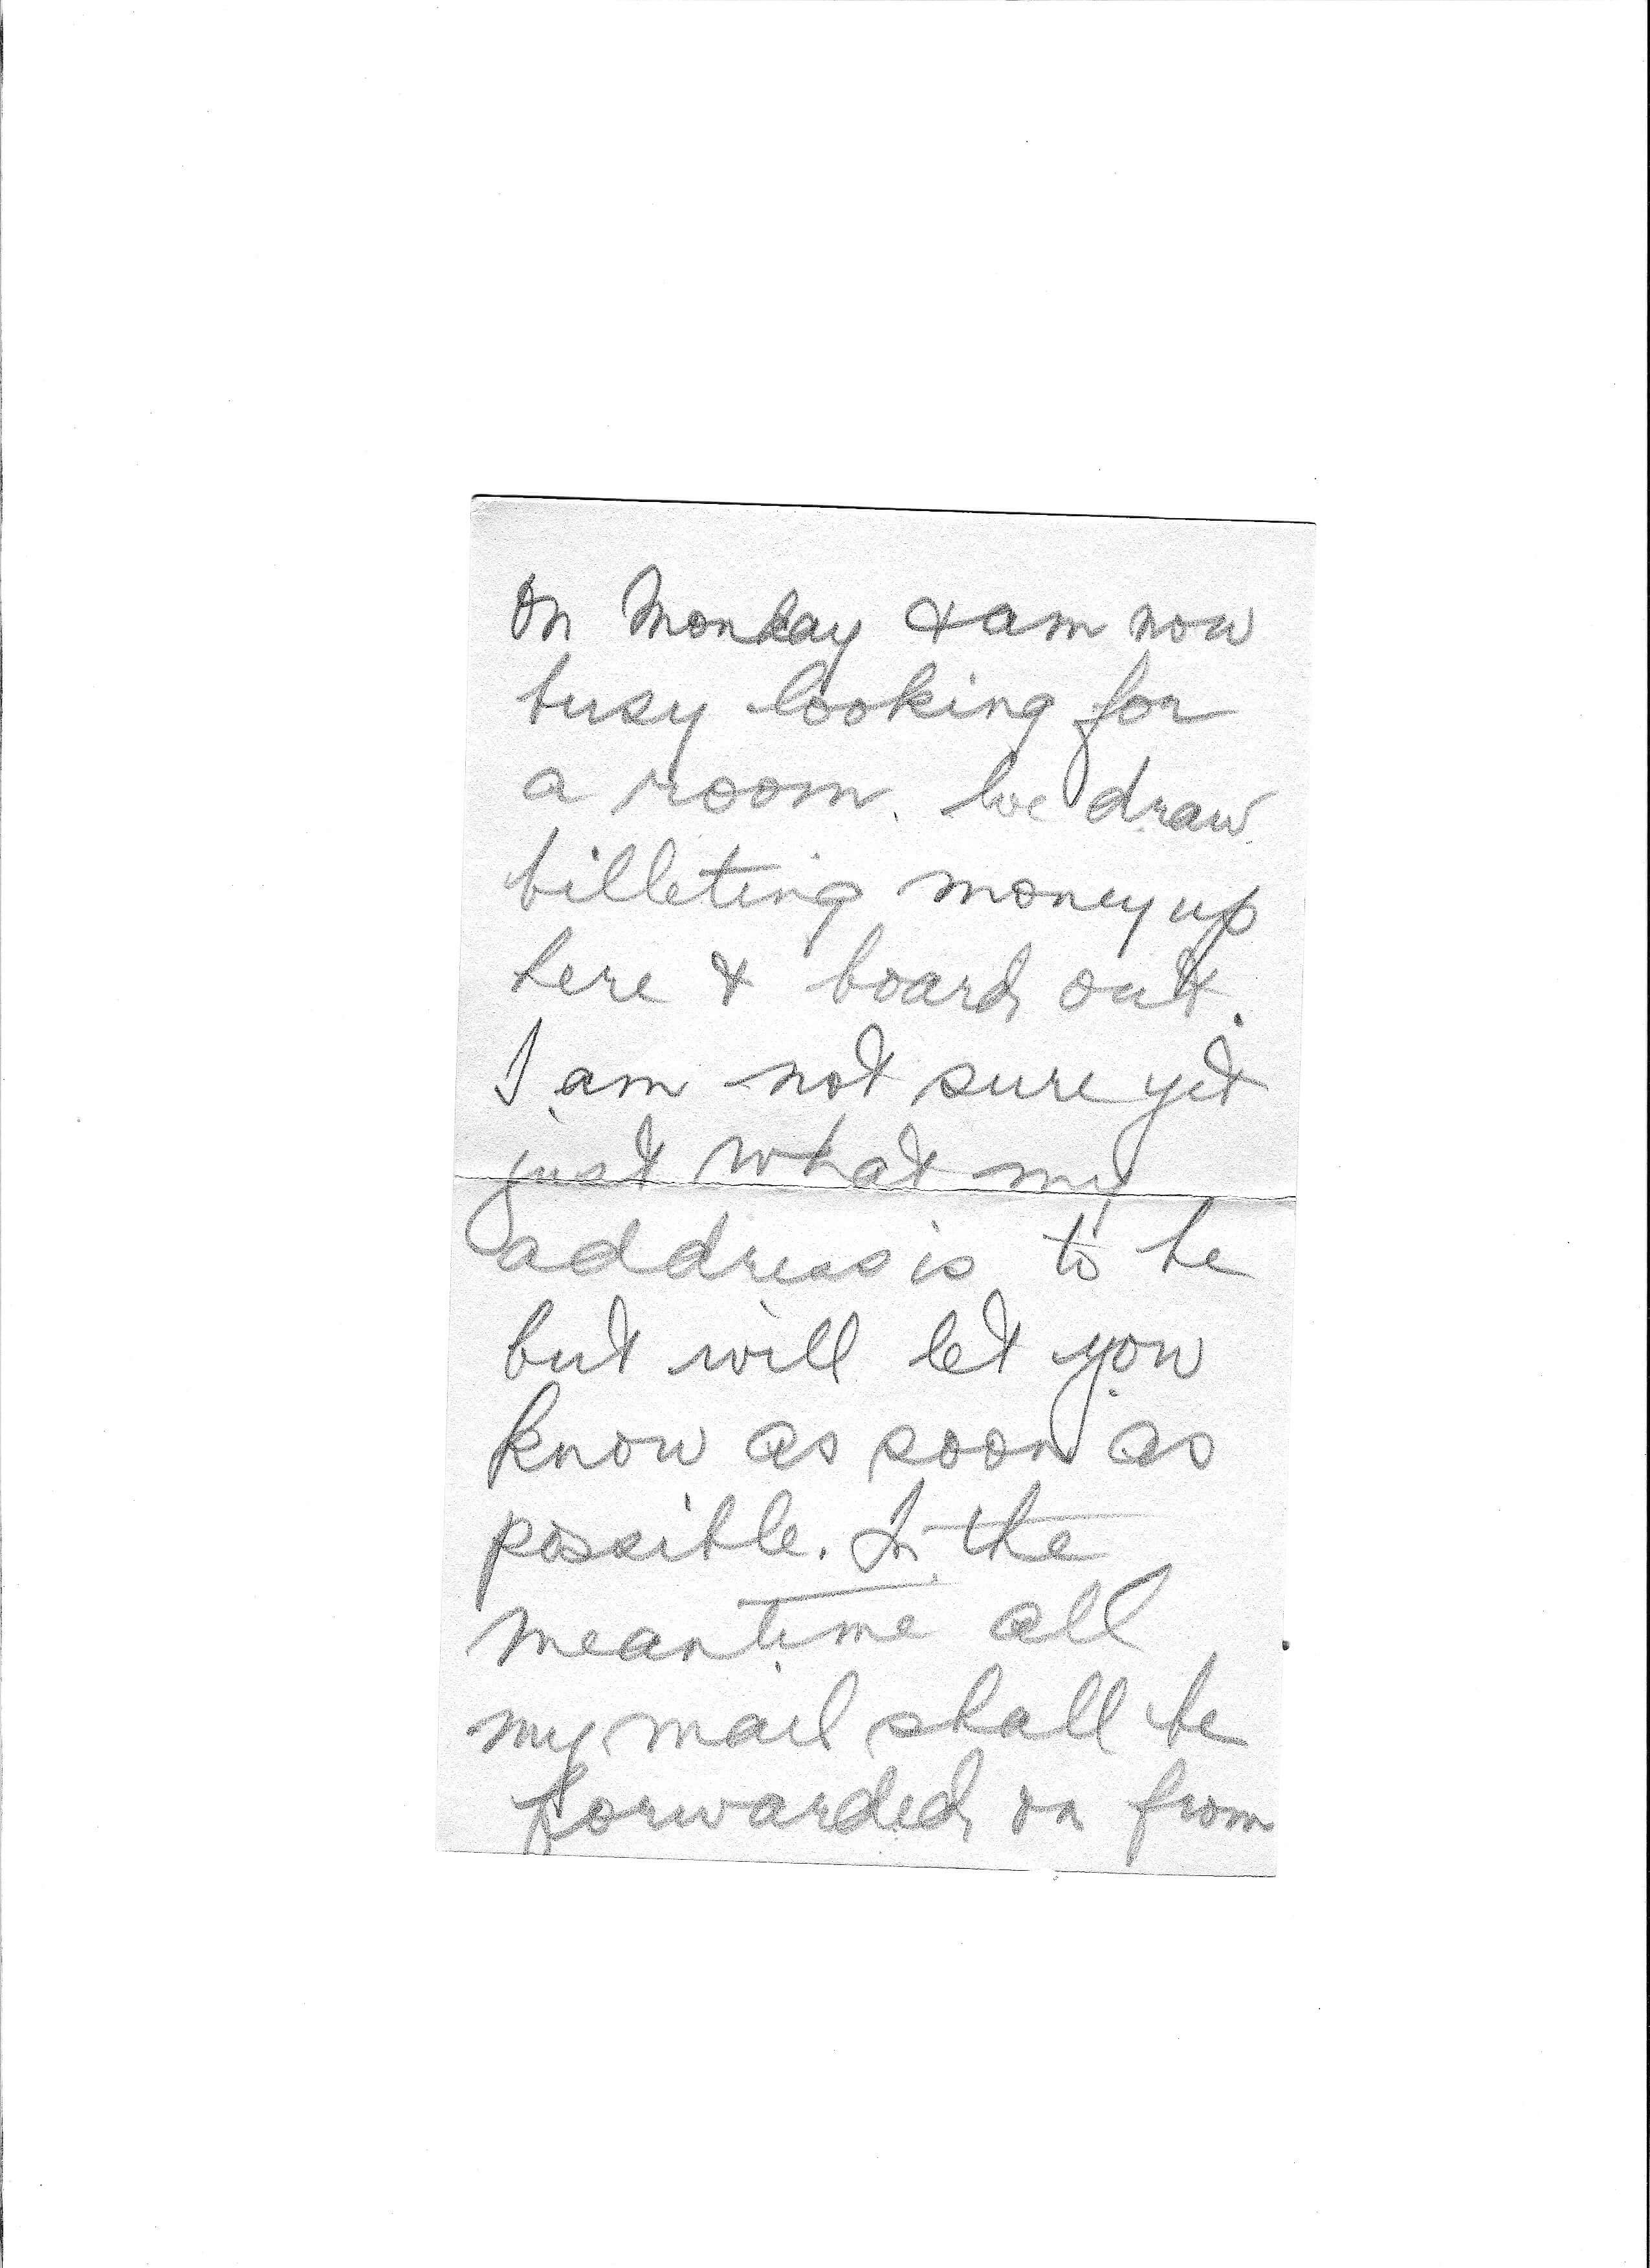 on Monday & am now
busy looking for
a room. We draw
billeting money up
here & board out.
I am not sure yet
just what my
address is to be
but will let you
know as soon as
possible. In the
meantime all
my mail shall be
forwarded on from